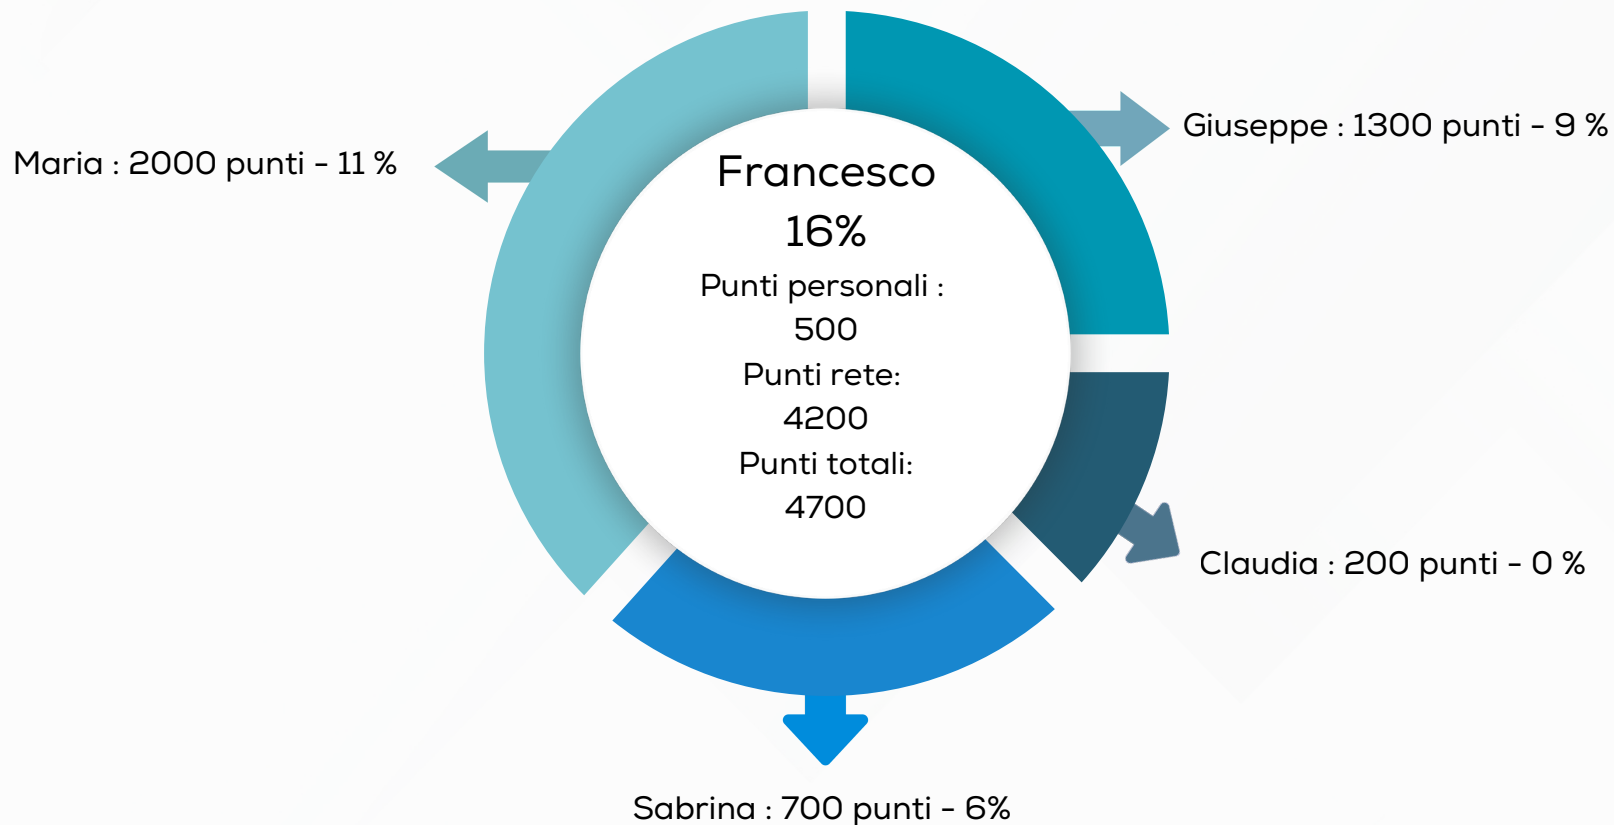 Giuseppe : 1300 punti - 9 %
Maria : 2000 punti - 11 %
Francesco
16%
Punti personali :
500
Punti rete:
4200
Punti totali:
4700
Claudia : 200 punti - 0 %
Sabrina : 700 punti - 6%